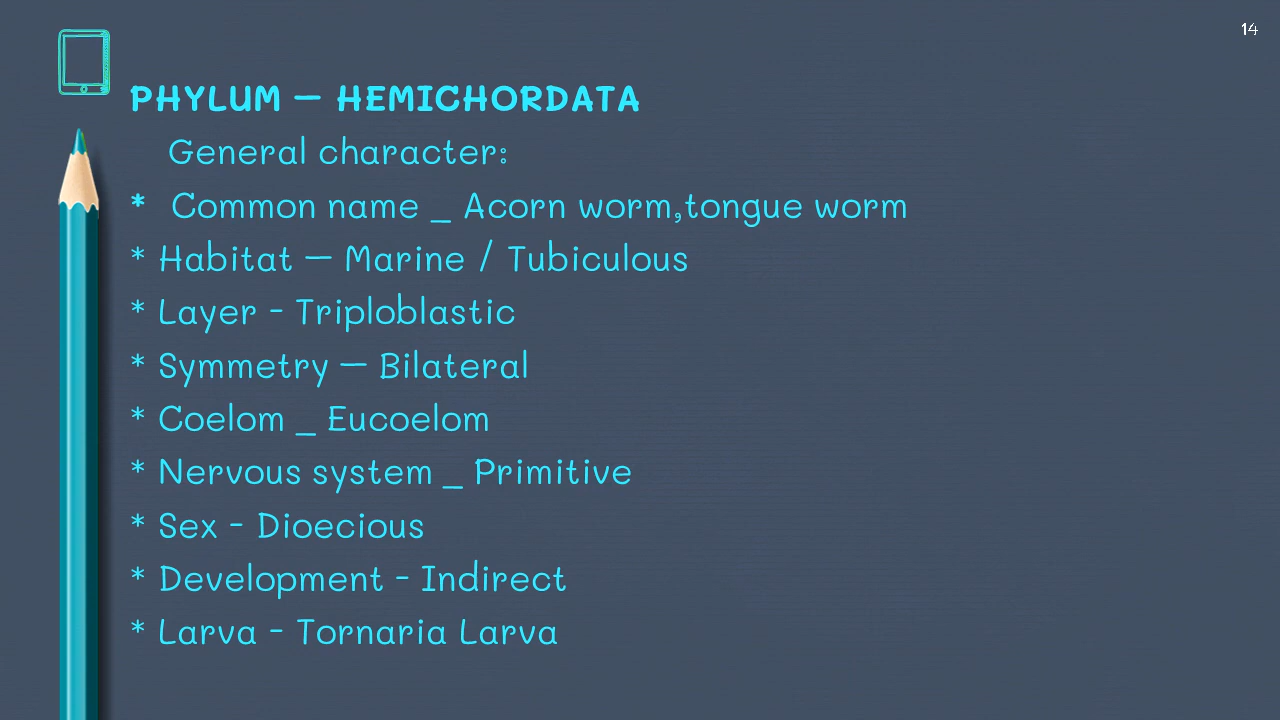 14
PHYLUM – HEMICHORDATA
General character:
* Common name _ Acorn worm,tongue worm
* Habitat – Marine / Tubiculous
* Layer - Triploblastic
* Symmetry – Bilateral
* Coelom _ Eucoelom
* Nervous system _ Primitive
* Sex - Dioecious
* Development - Indirect
* Larva - Tornaria Larva